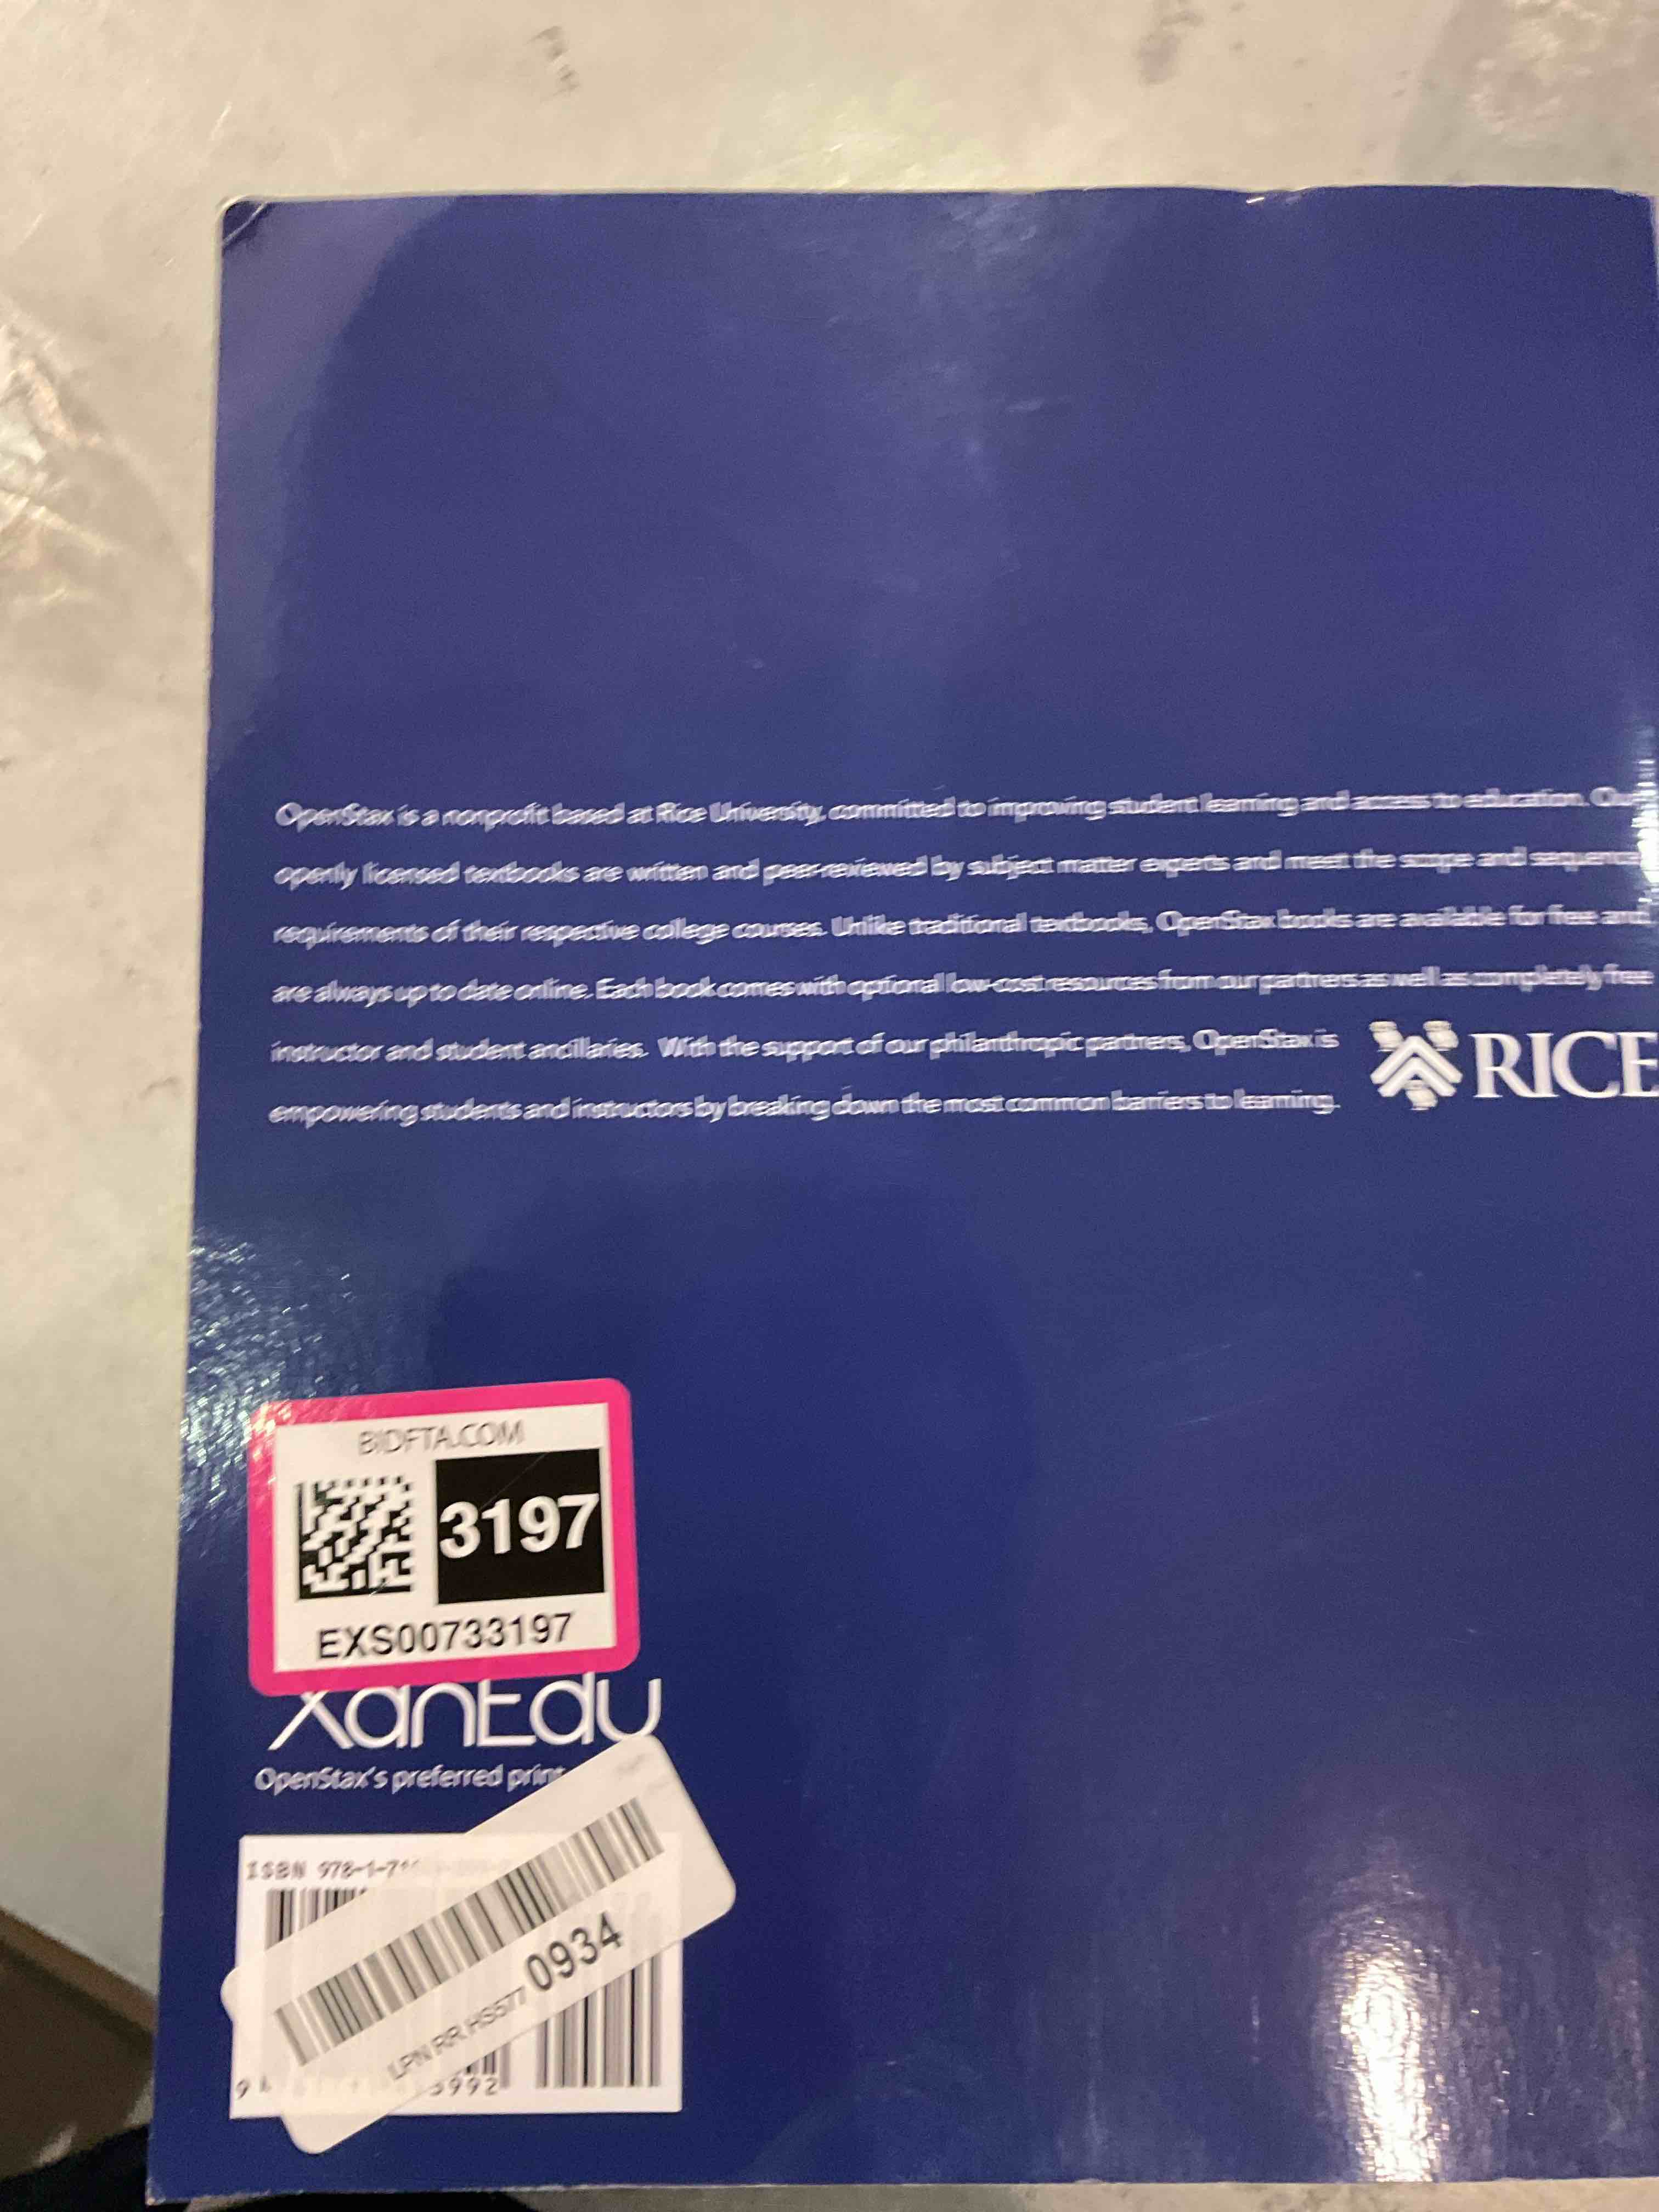 OpenStax is a nonprofit based at Rice University, committed to improving student learning and access to education. Our
openly licensed textbooks are written and peer-reviewed by subject matter experts and meet the scope and sequence
requirements of their respective college courses. Unlike traditional textbooks, OpenStax books are available for free and
are always up to date online. Each book comes with optional low-cost resources from our partners as well as completely free
instructor and student ancillaries. With the support of our philanthropic partners, OpenStax is
empowering students and instructors by breaking down the most common barriers to learning.
RICE
BIDFTA.COM
3197
EXS00733197
XanEdu
OpenStax's preferred print
ISBN 978-1-71
LPN RR HS577 0934
9 3992